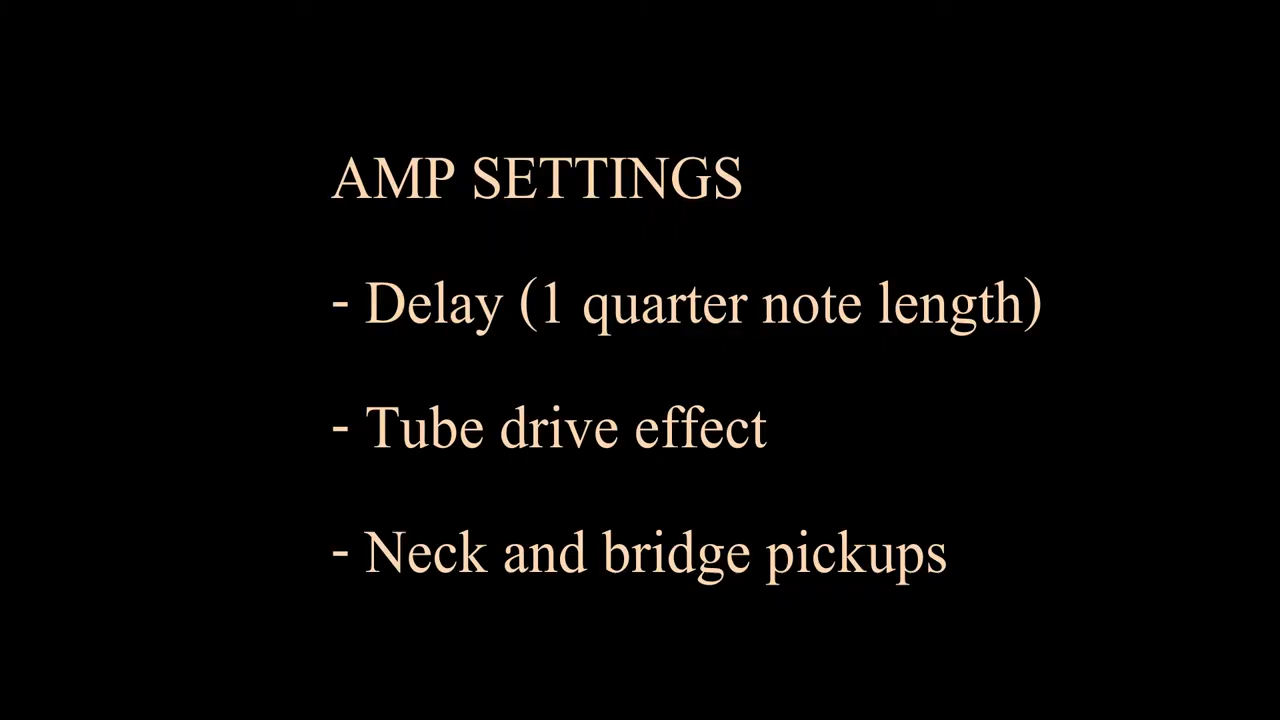 AMP SETTINGS
- Delay (1 quarter note length)
- Tube drive effect
- Neck and bridge pickups